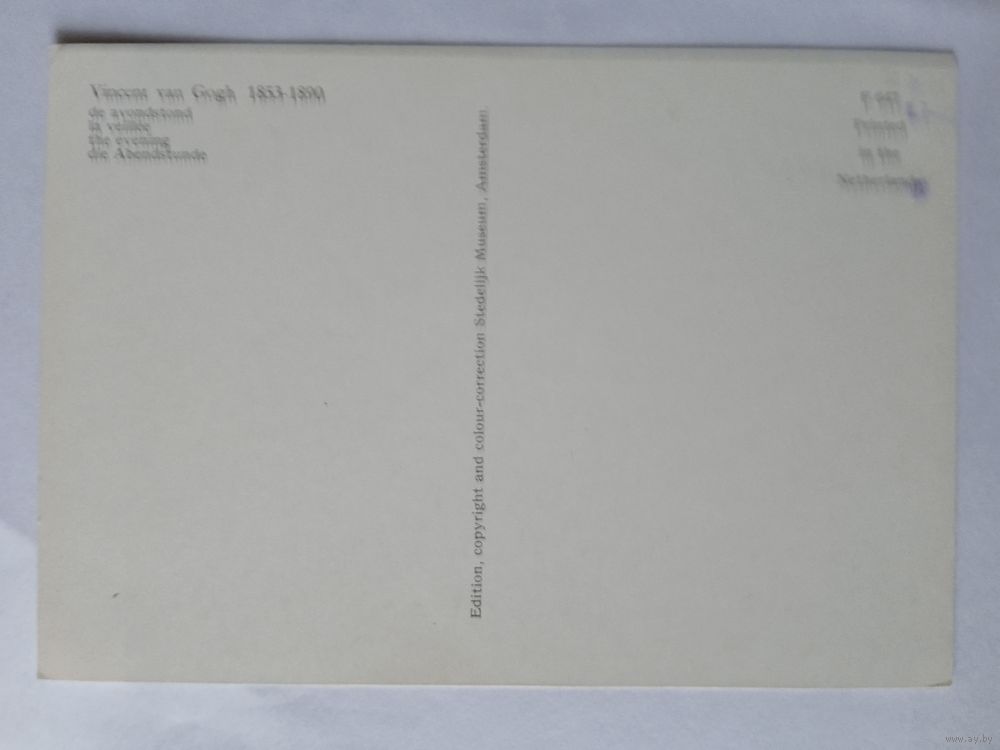 Vincent van Gogh 1853-1890
de avondstond
la veillée
the evening
die Abendstunde
Edition, copyright and colour-correction Stedelijk Museum, Amsterdam.
Printed
in the
Netherlands
www.ay.by